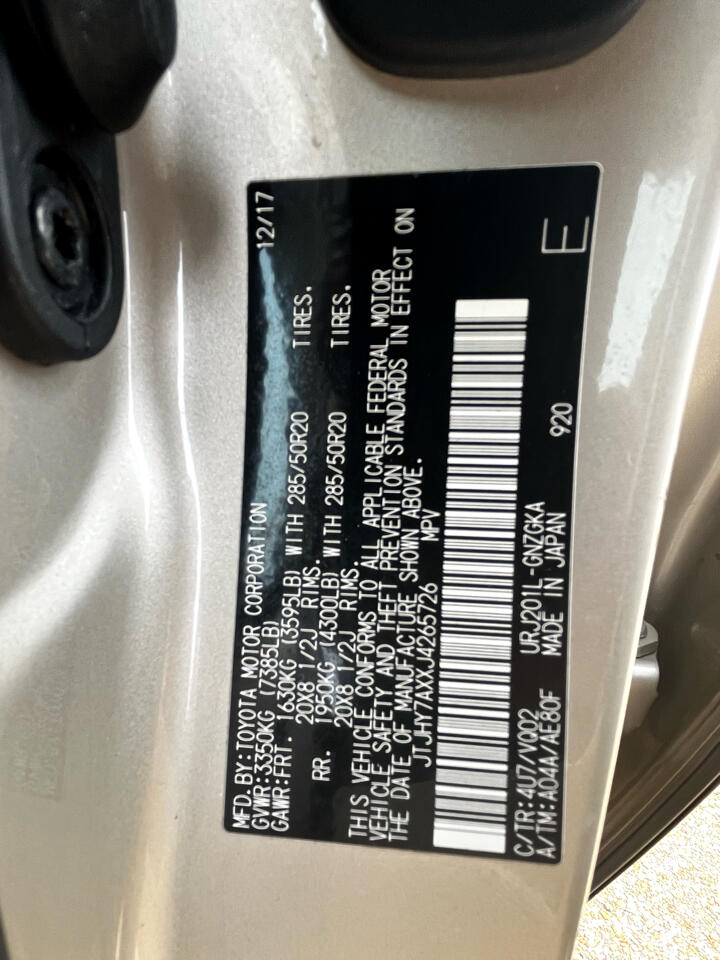 MFD.BY:TOYOTA MOTOR CORPORATION 12/17
GVWR:3350KG (7385LB)
GAWR:FRT. 1630KG (3595LB) WITH 285/50R20 TIRES.
20X8 1/2J RIMS.
RR. 1950KG (4300LB) WITH 285/50R20 TIRES.
20X8 1/2J RIMS.
THIS VEHICLE CONFORMS TO ALL APPLICABLE FEDERAL MOTOR
VEHICLE SAFETY AND THEFT PREVENTION STANDARDS IN EFFECT ON
THE DATE OF MANUFACTURE SHOWN ABOVE.
JTJHY7AXXJ4265726 MPV
C/TR:4U7/V002 URJ201L-GNZGKA
A/TM:A04A/AE80F MADE IN JAPAN 920
E